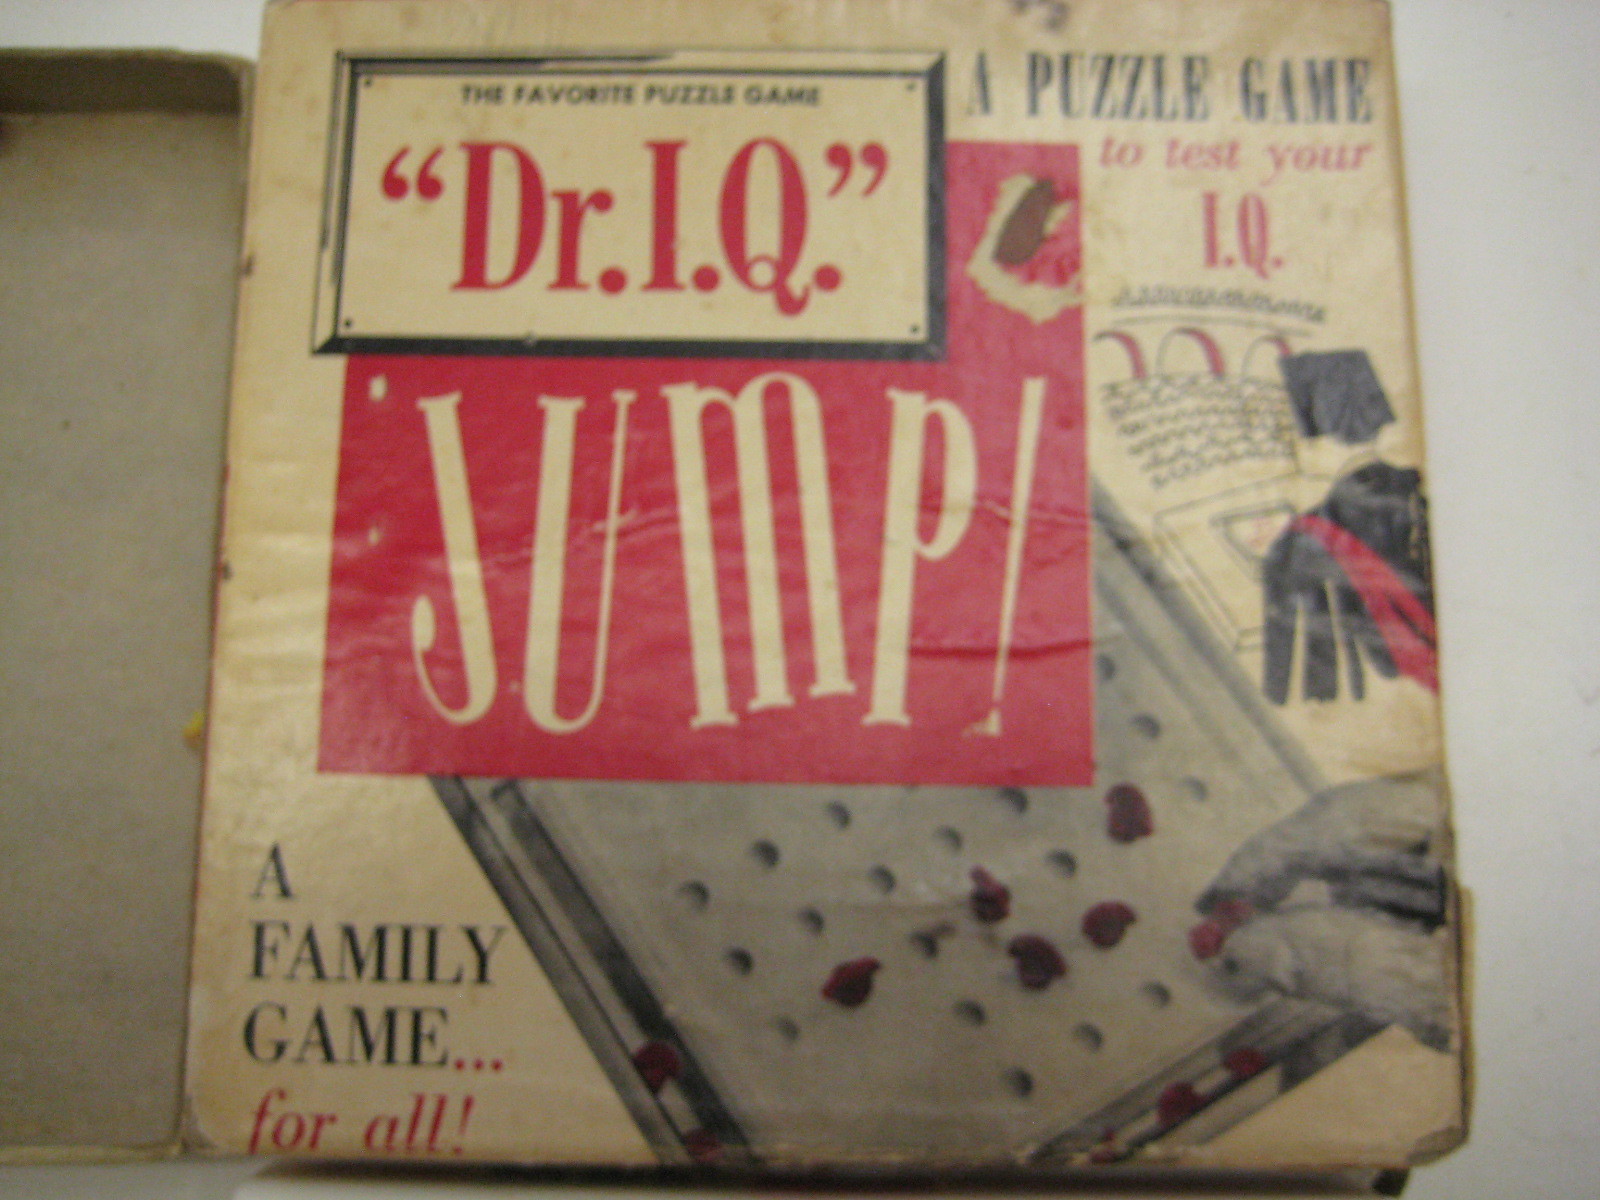 THE FAVORITE PUZZLE GAME
“Dr.I.Q.”
JUMP!
A PUZZLE GAME
to test your
I.Q.
A
FAMILY
GAME...
for all!